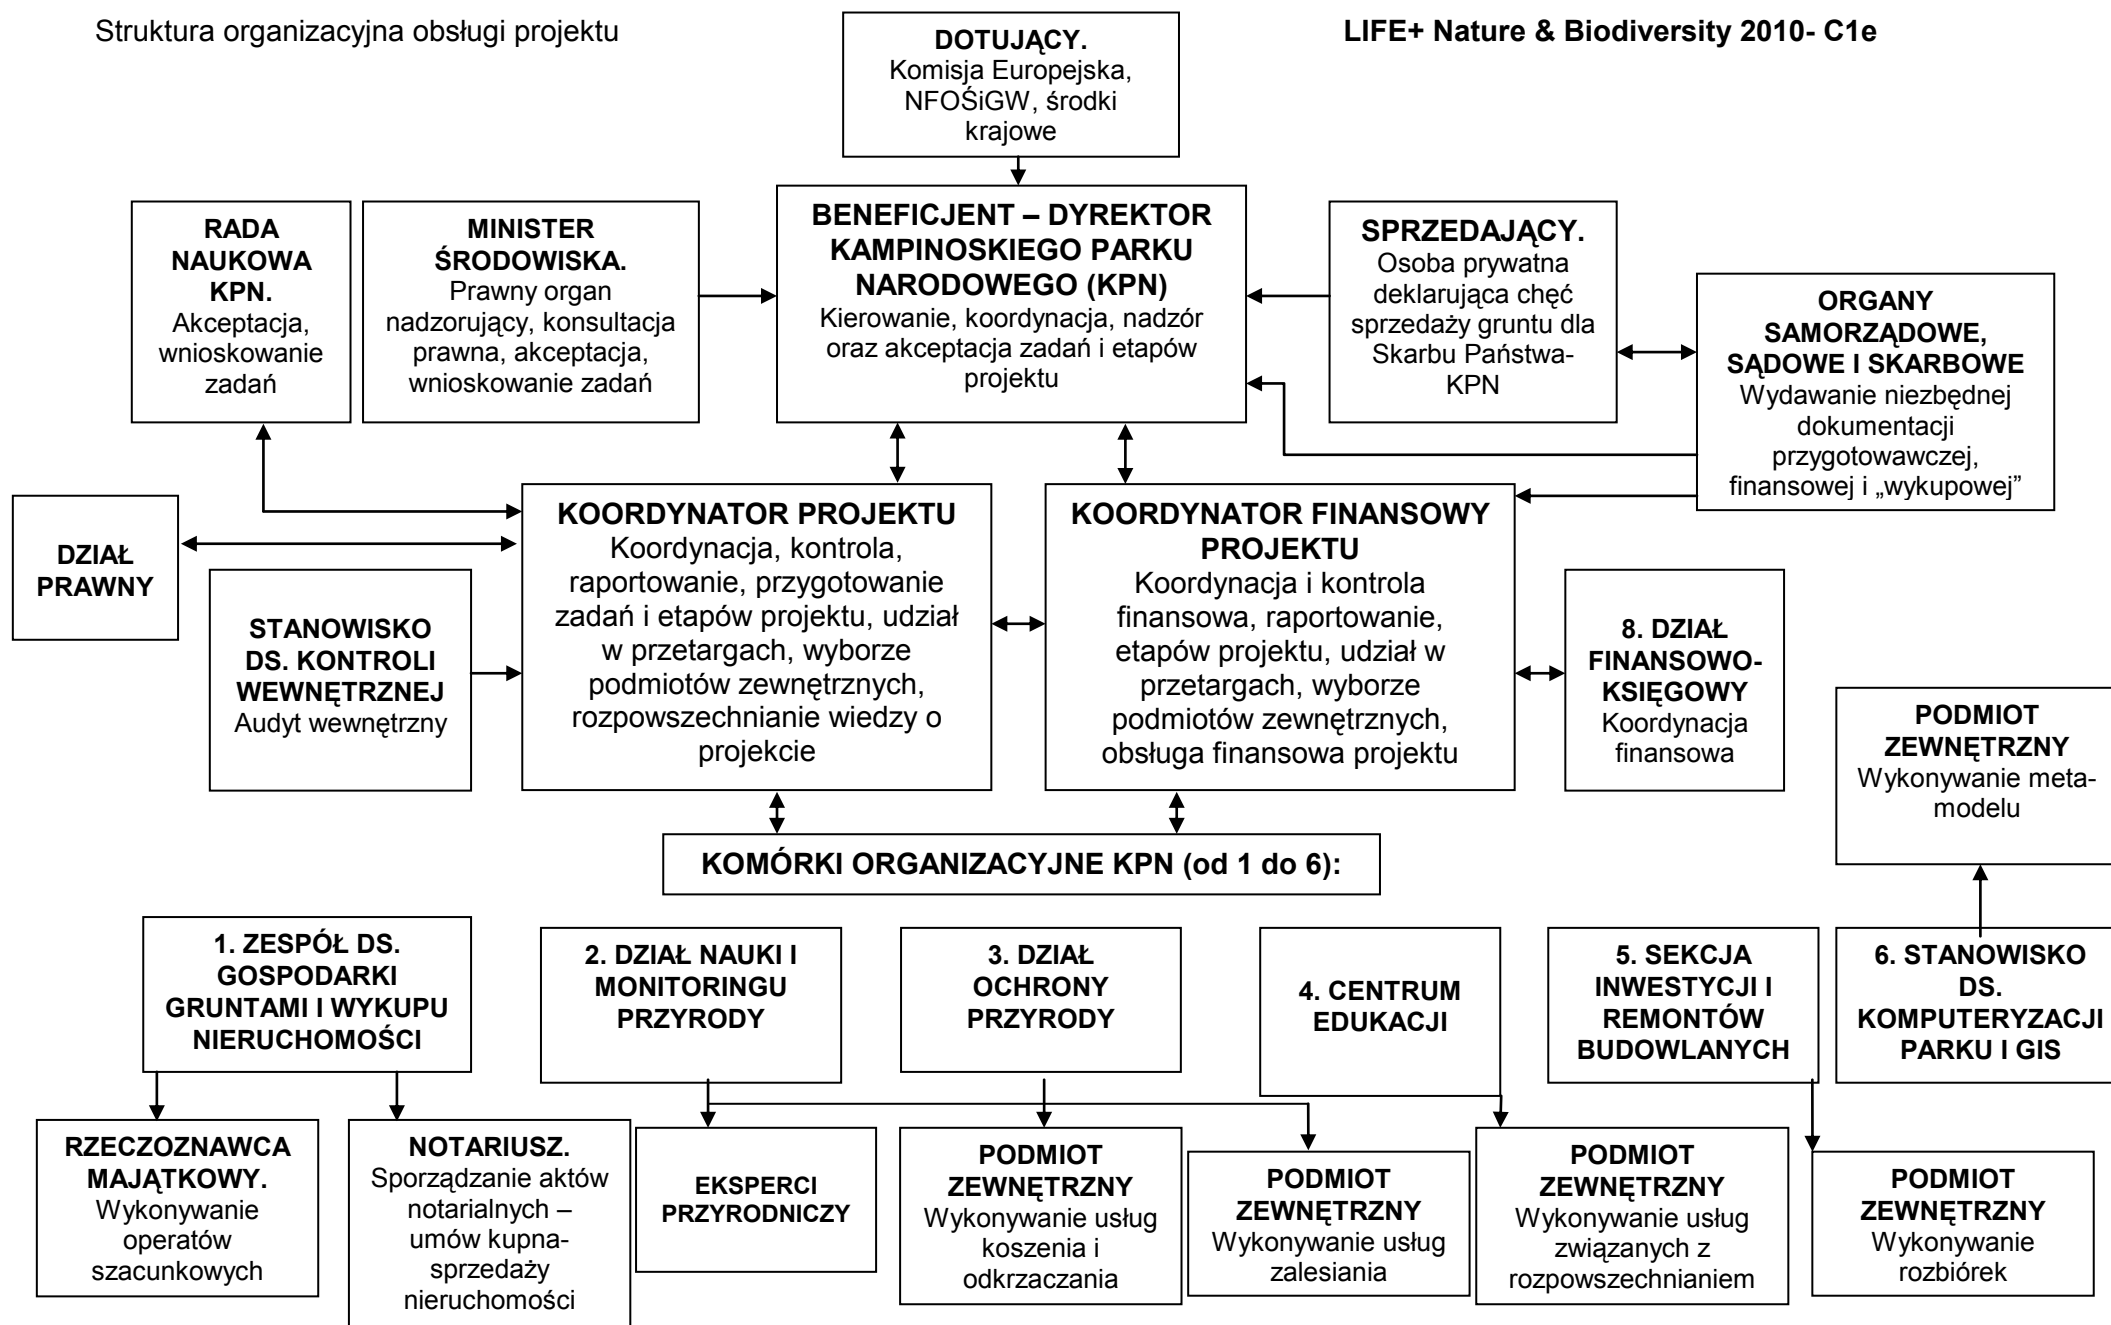 Struktura organizacyjna obsługi projektu
LIFE+ Nature & Biodiversity 2010- C1e
DOTUJĄCY.
Komisja Europejska,
NFOŚiGW, środki
krajowe
RADA
NAUKOWA
KPN.
Akceptacja,
wnioskowanie
zadań
MINISTER
ŚRODOWISKA.
Prawny organ
nadzorujący, konsultacja
prawna, akceptacja,
wnioskowanie zadań
BENEFICJENT – DYREKTOR
KAMPINOSKIEGO PARKU
NARODOWEGO (KPN)
Kierowanie, koordynacja, nadzór
oraz akceptacja zadań i etapów
projektu
SPRZEDAJĄCY.
Osoba prywatna
deklarująca chęć
sprzedaży gruntu dla
Skarbu Państwa-
KPN
ORGANY
SAMORZĄDOWE,
SĄDOWE I SKARBOWE
Wydawanie niezbędnej
dokumentacji
przygotowawczej,
finansowej i „wykupowej”
DZIAŁ
PRAWNY
STANOWISKO
DS. KONTROLI
WEWNĘTRZNEJ
Audyt wewnętrzny
KOORDYNATOR PROJEKTU
Koordynacja, kontrola,
raportowanie, przygotowanie
zadań i etapów projektu, udział
w przetargach, wyborze
podmiotów zewnętrznych,
rozpowszechnianie wiedzy o
projekcie
KOORDYNATOR FINANSOWY
PROJEKTU
Koordynacja i kontrola
finansowa, raportowanie,
etapów projektu, udział w
przetargach, wyborze
podmiotów zewnętrznych,
obsługa finansowa projektu
8. DZIAŁ
FINANSOWO-
KSIĘGOWY
Koordynacja
finansowa
PODMIOT
ZEWNĘTRZNY
Wykonywanie meta-
modelu
KOMÓRKI ORGANIZACYJNE KPN (od 1 do 6):
1. ZESPÓŁ DS.
GOSPODARKI
GRUNTAMI I WYKUPU
NIERUCHOMOŚCI
2. DZIAŁ NAUKI I
MONITORINGU
PRZYRODY
3. DZIAŁ
OCHRONY
PRZYRODY
4. CENTRUM
EDUKACJI
5. SEKCJA
INWESTYCJI I
REMONTÓW
BUDOWLANYCH
6. STANOWISKO
DS.
KOMPUTERYZACJI
PARKU I GIS
RZECZOZNAWCA
MAJĄTKOWY.
Wykonywanie
operatów
szacunkowych
NOTARIUSZ.
Sporządzanie aktów
notarialnych –
umów kupna-
sprzedaży
nieruchomości
EKSPERCI
PRZYRODNICZY
PODMIOT
ZEWNĘTRZNY
Wykonywanie usług
koszenia i
odkrzaczania
PODMIOT
ZEWNĘTRZNY
Wykonywanie usług
zalesiania
PODMIOT
ZEWNĘTRZNY
Wykonywanie usług
związanych z
rozpowszechnianiem
PODMIOT
ZEWNĘTRZNY
Wykonywanie
rozbiórek